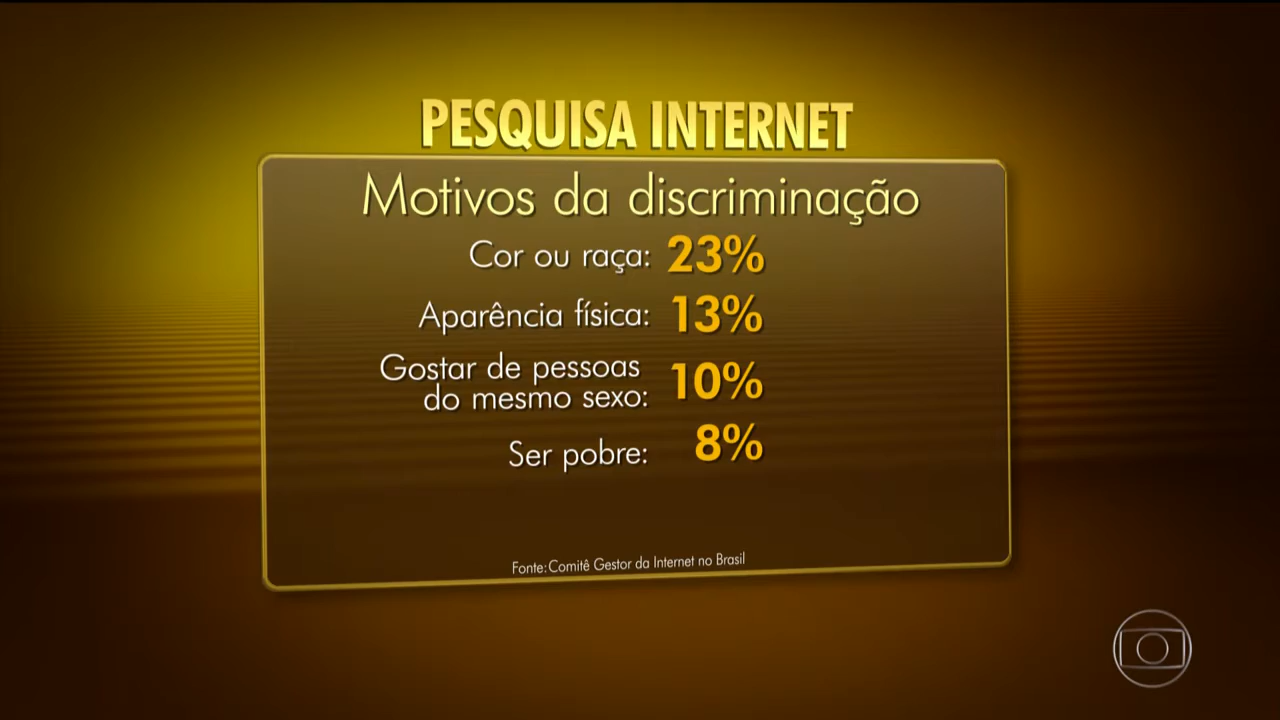 PESQUISA INTERNET
Motivos da discriminação
Cor ou raça: 23%
Aparência física: 13%
Gostar de pessoas
do mesmo sexo: 10%
Ser pobre: 8%
Fonte: Comitê Gestor da Internet no Brasil